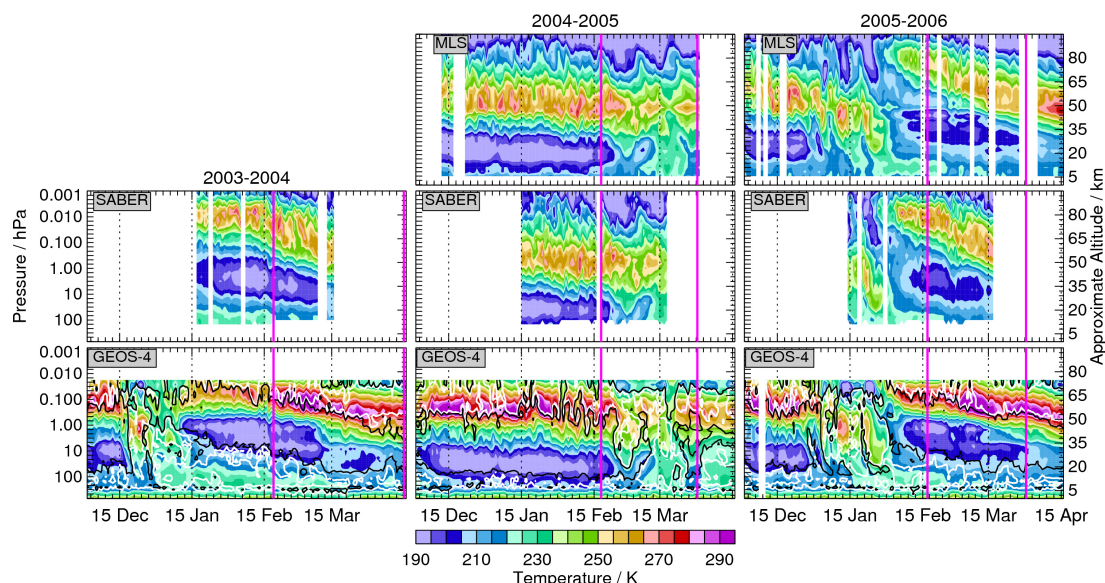 2004-2005
2005-2006
MLS
MLS
80
65
50
35
20
5
2003-2004
SABER
SABER
SABER
0.001
0.010
0.100
1.00
10
100
80
65
50
35
20
5
Pressure / hPa
Approximate Altitude / km
GEOS-4
GEOS-4
GEOS-4
0.001
0.010
0.100
1.00
10
100
80
65
50
35
20
5
15 Dec 15 Jan 15 Feb 15 Mar
15 Dec 15 Jan 15 Feb 15 Mar
15 Dec 15 Jan 15 Feb 15 Mar 15 Apr
190 210 230 250 270 290
Temperature / K